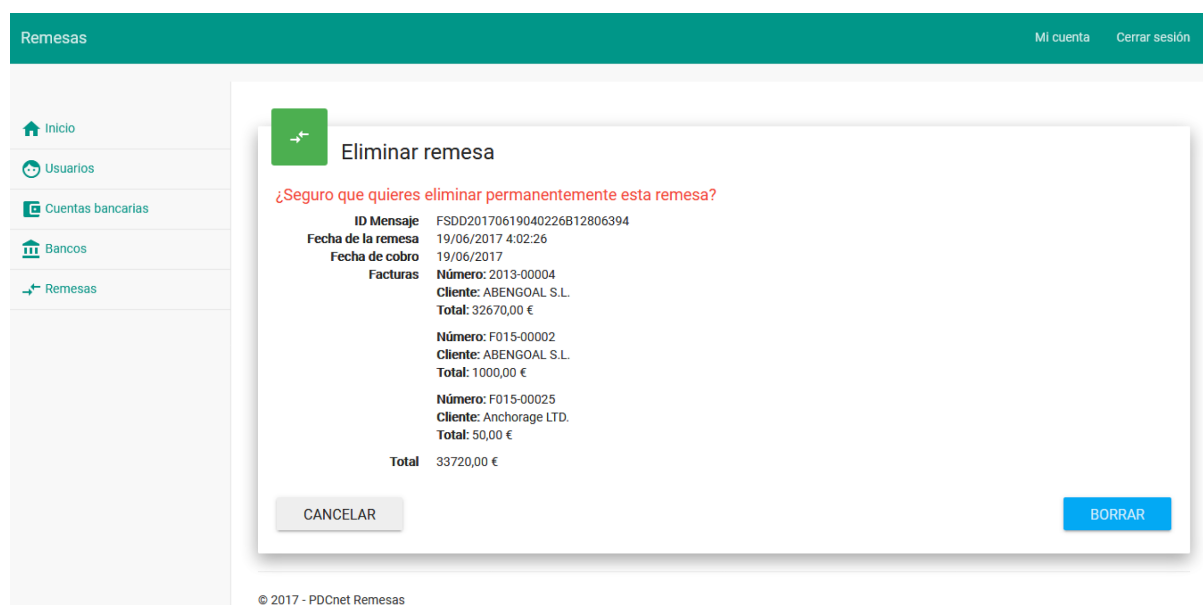 Remesas
Mi cuenta
Cerrar sesión
Inicio
Usuarios
Cuentas bancarias
Bancos
Remesas
Eliminar remesa
¿Seguro que quieres eliminar permanentemente esta remesa?
ID Mensaje FSDD20170619040226B12806394
Fecha de la remesa 19/06/2017 4:02:26
Fecha de cobro 19/06/2017
Facturas Número: 2013-00004
Cliente: ABENGOAL S.L.
Total: 32670,00 €
Número: F015-00002
Cliente: ABENGOAL S.L.
Total: 1000,00 €
Número: F015-00025
Cliente: Anchorage LTD.
Total: 50,00 €
Total 33720,00 €
CANCELAR
BORRAR
© 2017 - PDCnet Remesas